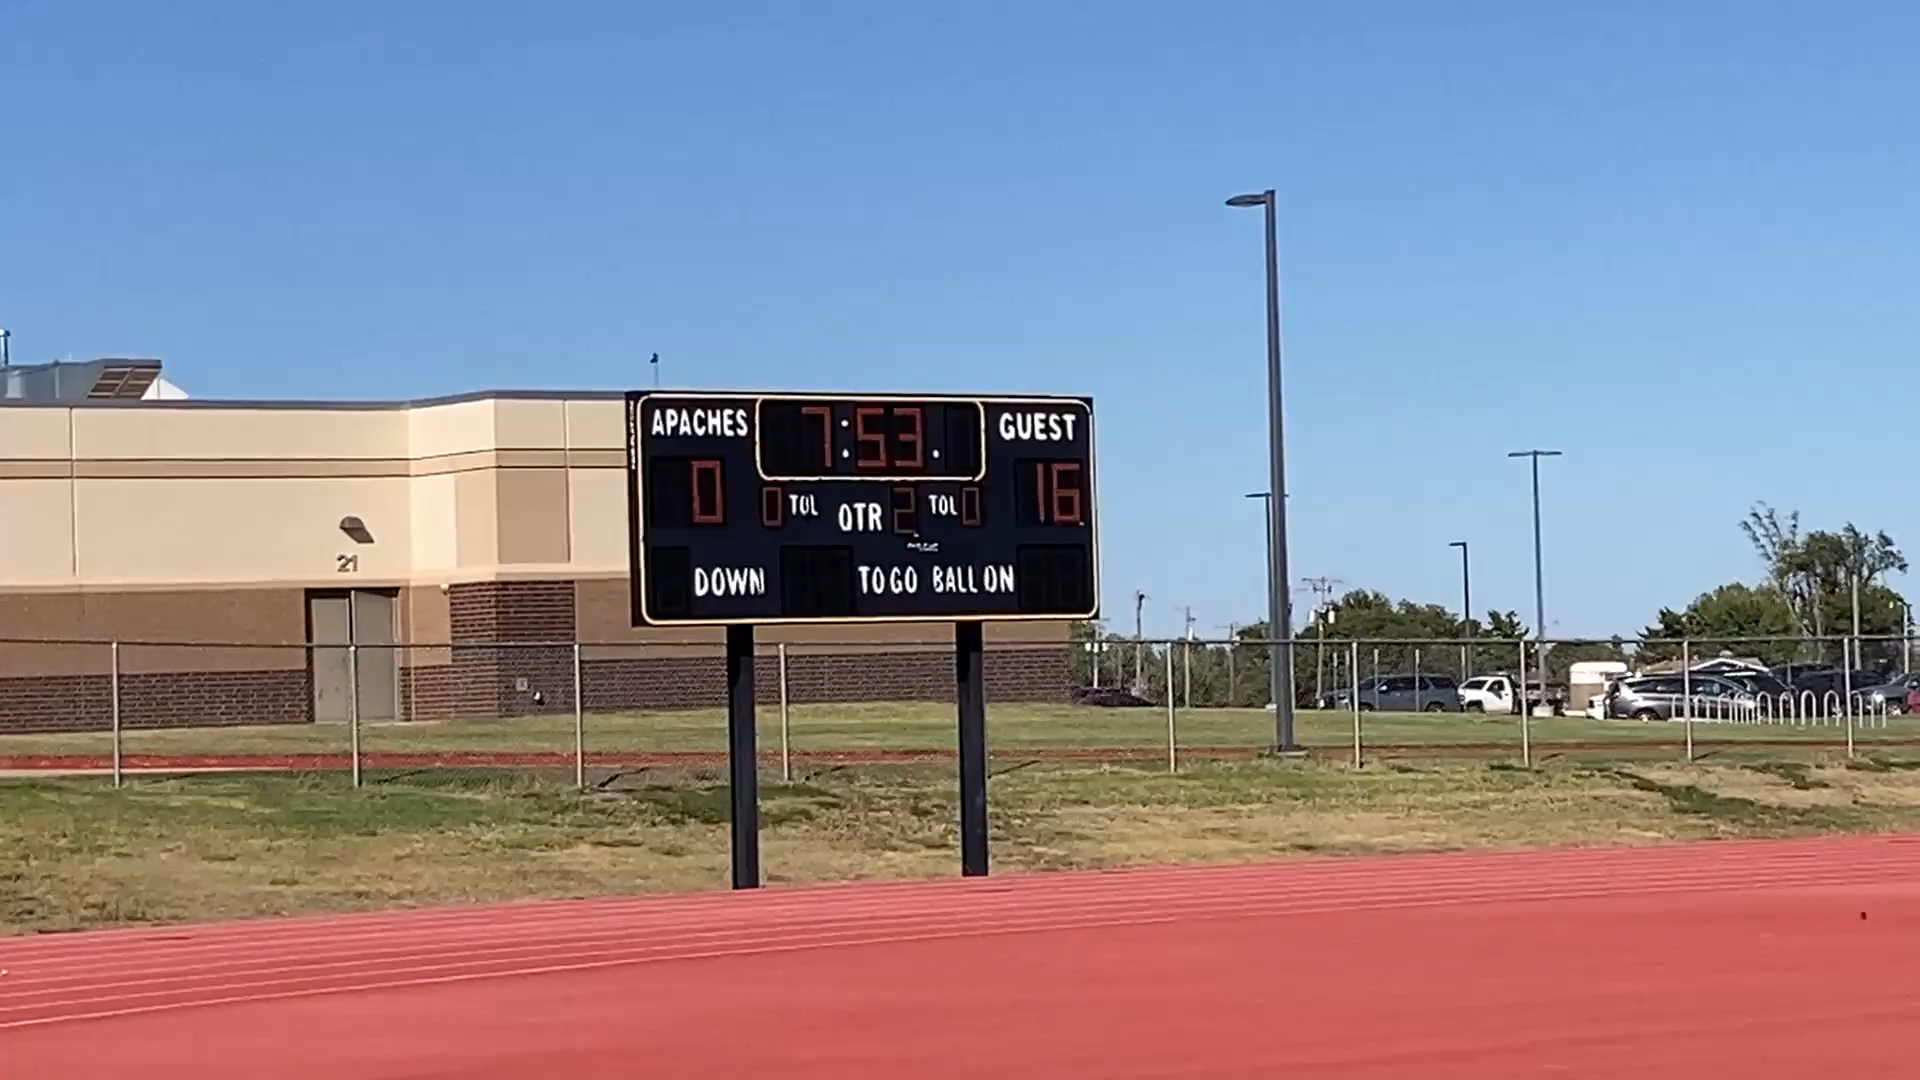 APACHES 7:53. GUEST
0 0 TOL QTR 2 TOL 0 16
DOWN TO GO BALL ON
21